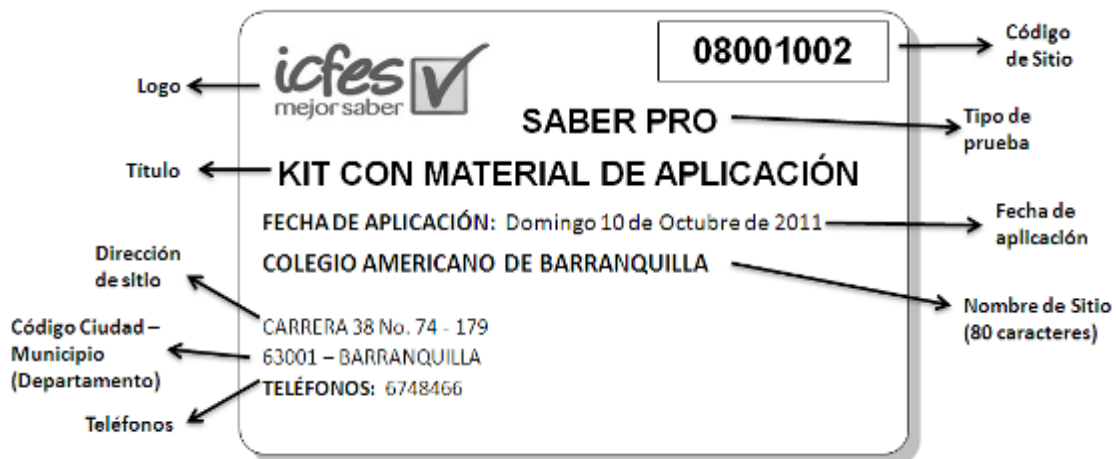 08001002
Código
de Sitio
Logo
icfes
mejor saber
SABER PRO
Tipo de
prueba
Título
KIT CON MATERIAL DE APLICACIÓN
FECHA DE APLICACIÓN: Domingo 10 de Octubre de 2011
Fecha de
aplicación
Dirección
de sitio
COLEGIO AMERICANO DE BARRANQUILLA
Nombre de Sitio
(80 caracteres)
CARRERA 38 No. 74 - 179
Código Ciudad –
Municipio
(Departamento)
63001 – BARRANQUILLA
TELÉFONOS: 6748466
Teléfonos